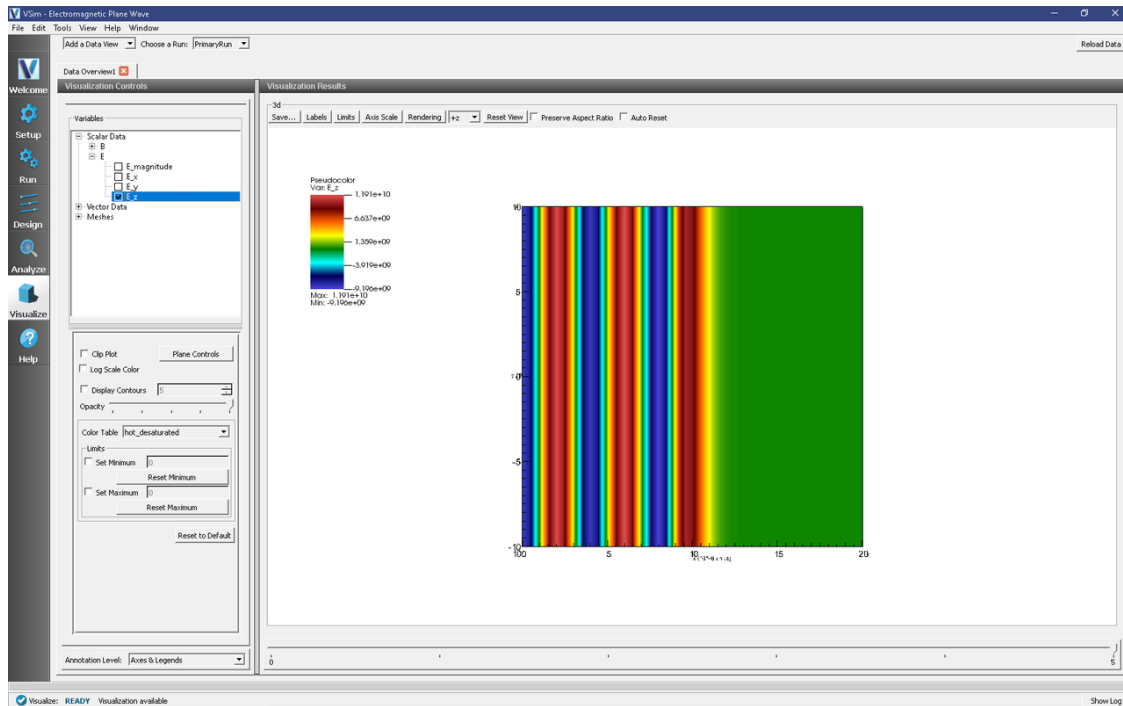 VSim - Electromagnetic Plane Wave
File Edit Tools View Help Window
Add a Data View Choose a Run: PrimaryRun Reload Data
Data Overview1
Welcome
Setup
Run
Design
Analyze
Visualize
Help
Visualization Controls
Variables
Scalar Data
B
E
E_magnitude
E_x
E_y
E_z
Vector Data
Meshes
Clip Plot Plane Controls
Log Scale Color
Display Contours 5
Opacity
Color Table hot_desaturated
Limits
Set Minimum 0
Reset Minimum
Set Maximum 0
Reset Maximum
Reset to Default
Annotation Level: Axes & Legends
Visualization Results
3d
Save... Labels Limits Axis Scale Rendering +z Reset View Preserve Aspect Ratio Auto Reset
Pseudocolor
Var: E_z
1.191e+10
6.637e+09
1.359e+09
-3.919e+09
-9.196e+09
Max: 1.191e+10
Min: -9.196e+09
10
5
0
-5
-10
0 5 10 15 20
0 5
Visualize: READY Visualization available Show Log